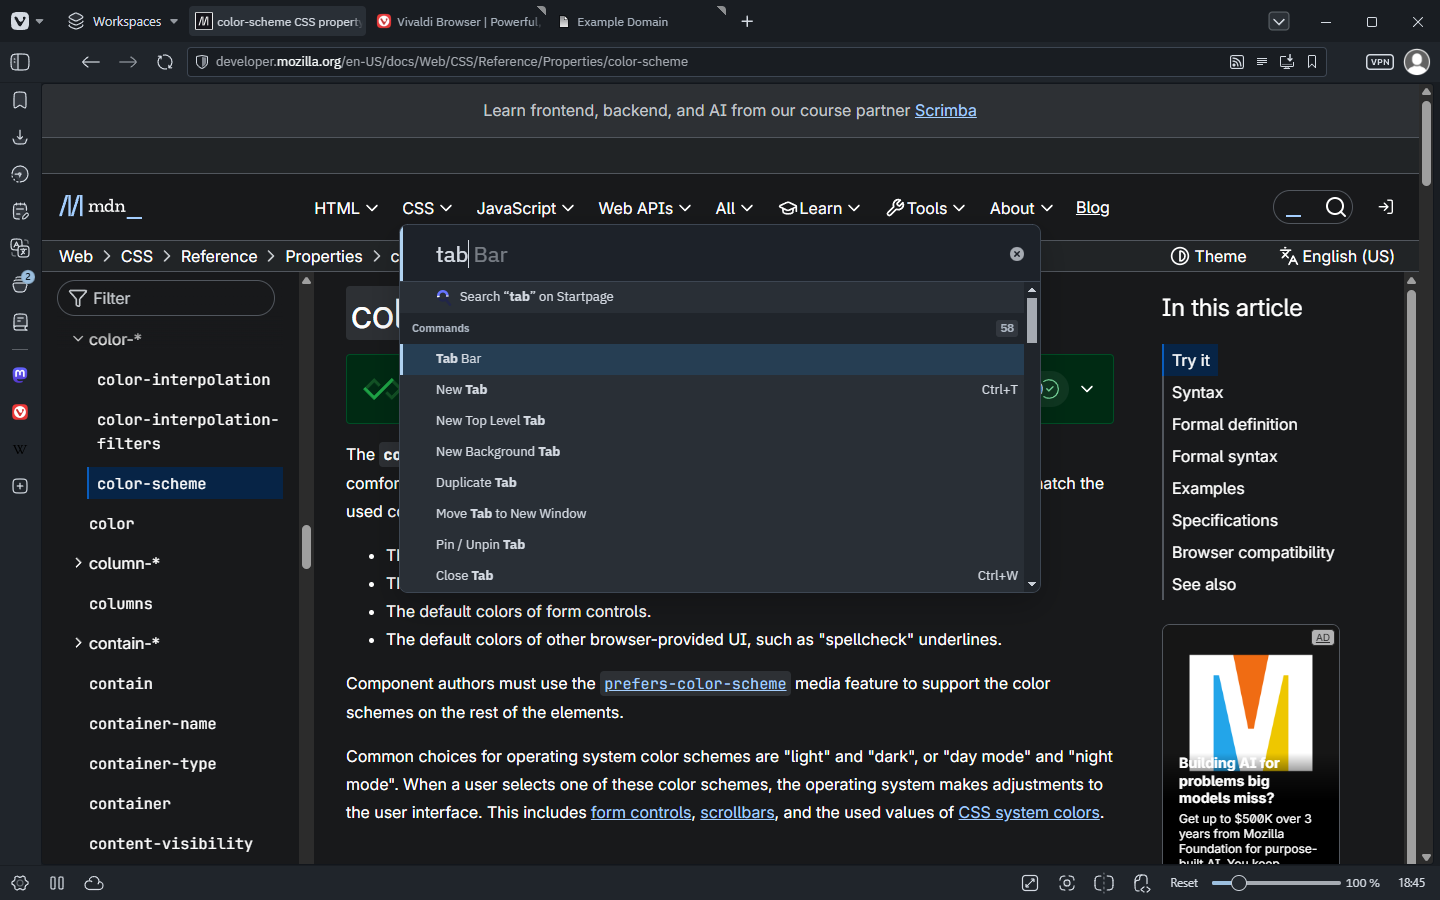 Workspaces
color-scheme CSS propert
Vivaldi Browser | Powerful,
Example Domain
developer.mozilla.org/en-US/docs/Web/CSS/Reference/Properties/color-scheme
VPN
Learn frontend, backend, and AI from our course partner Scrimba
mdn_
HTML
CSS
JavaScript
Web APIs
All
Learn
Tools
About
Blog
Web > CSS > Reference > Properties > c
Theme
English (US)
tab Bar
Search “tab” on Startpage
Commands
58
Tab Bar
New Tab
Ctrl+T
New Top Level Tab
New Background Tab
Duplicate Tab
Move Tab to New Window
Pin / Unpin Tab
Close Tab
Ctrl+W
2
Filter
color-*
color-interpolation
color-interpolation-
filters
color-scheme
color
column-*
columns
contain-*
contain
container-name
container-type
container
content-visibility
col
The co
comfor
atch the
used co
• Th
• Th
• The default colors of form controls.
• The default colors of other browser-provided UI, such as "spellcheck" underlines.
Component authors must use the prefers-color-scheme media feature to support the color
schemes on the rest of the elements.
Common choices for operating system color schemes are "light" and "dark", or "day mode" and "night
mode". When a user selects one of these color schemes, the operating system makes adjustments to
the user interface. This includes form controls, scrollbars, and the used values of CSS system colors.
In this article
Try it
Syntax
Formal definition
Formal syntax
Examples
Specifications
Browser compatibility
See also
AD
Building AI for
problems big
models miss?
Get up to $500K over 3
years from Mozilla
Foundation for purpose-
built AI. You keep
Reset
100 %
18:45